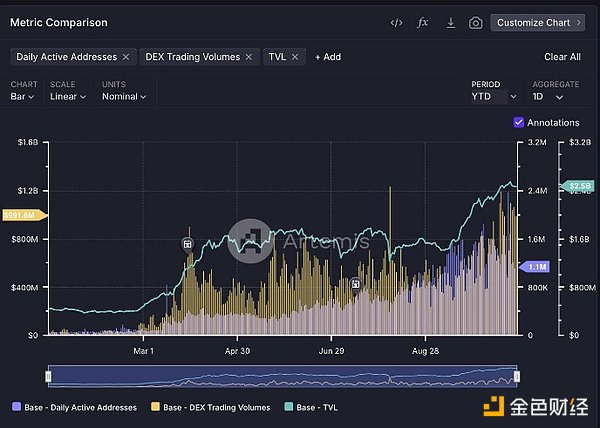 Metric Comparison
Customize Chart
Daily Active Addresses
DEX Trading Volumes
TVL
+ Add
Clear All
CHART
SCALE
UNITS
PERIOD
AGGREGATE
Bar
Linear
Nominal
YTD
1D
Annotations
$1.6B
3.2M
$3.2B
$1.2B
2.4M
$2.5B
$991.6M
$800M
1.6M
$1.6B
1.1M
$400M
800K
$800M
$0
0
$0
Mar 1
Apr 30
Jun 29
Aug 28
Artemis
Base - Daily Active Addresses
Base - DEX Trading Volumes
Base - TVL
金色财经